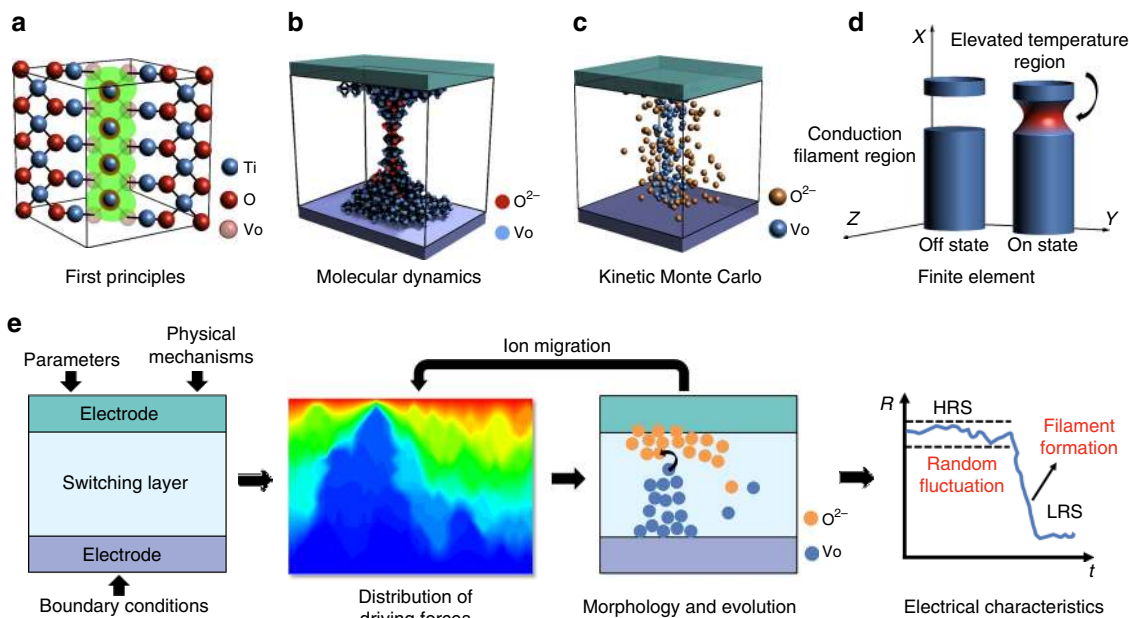 a
Ti
O
Vo
First principles
b
O²⁻
Vo
Molecular dynamics
c
O²⁻
Vo
Kinetic Monte Carlo
d
X
Elevated temperature
region
Conduction
filament region
Z
Y
Off state
On state
Finite element
e
Parameters
Physical
mechanisms
Electrode
Switching layer
Electrode
Boundary conditions
Ion migration
Distribution of
driving forces
O²⁻
Vo
Morphology and evolution
R
HRS
Filament
formation
Random
fluctuation
LRS
t
Electrical characteristics